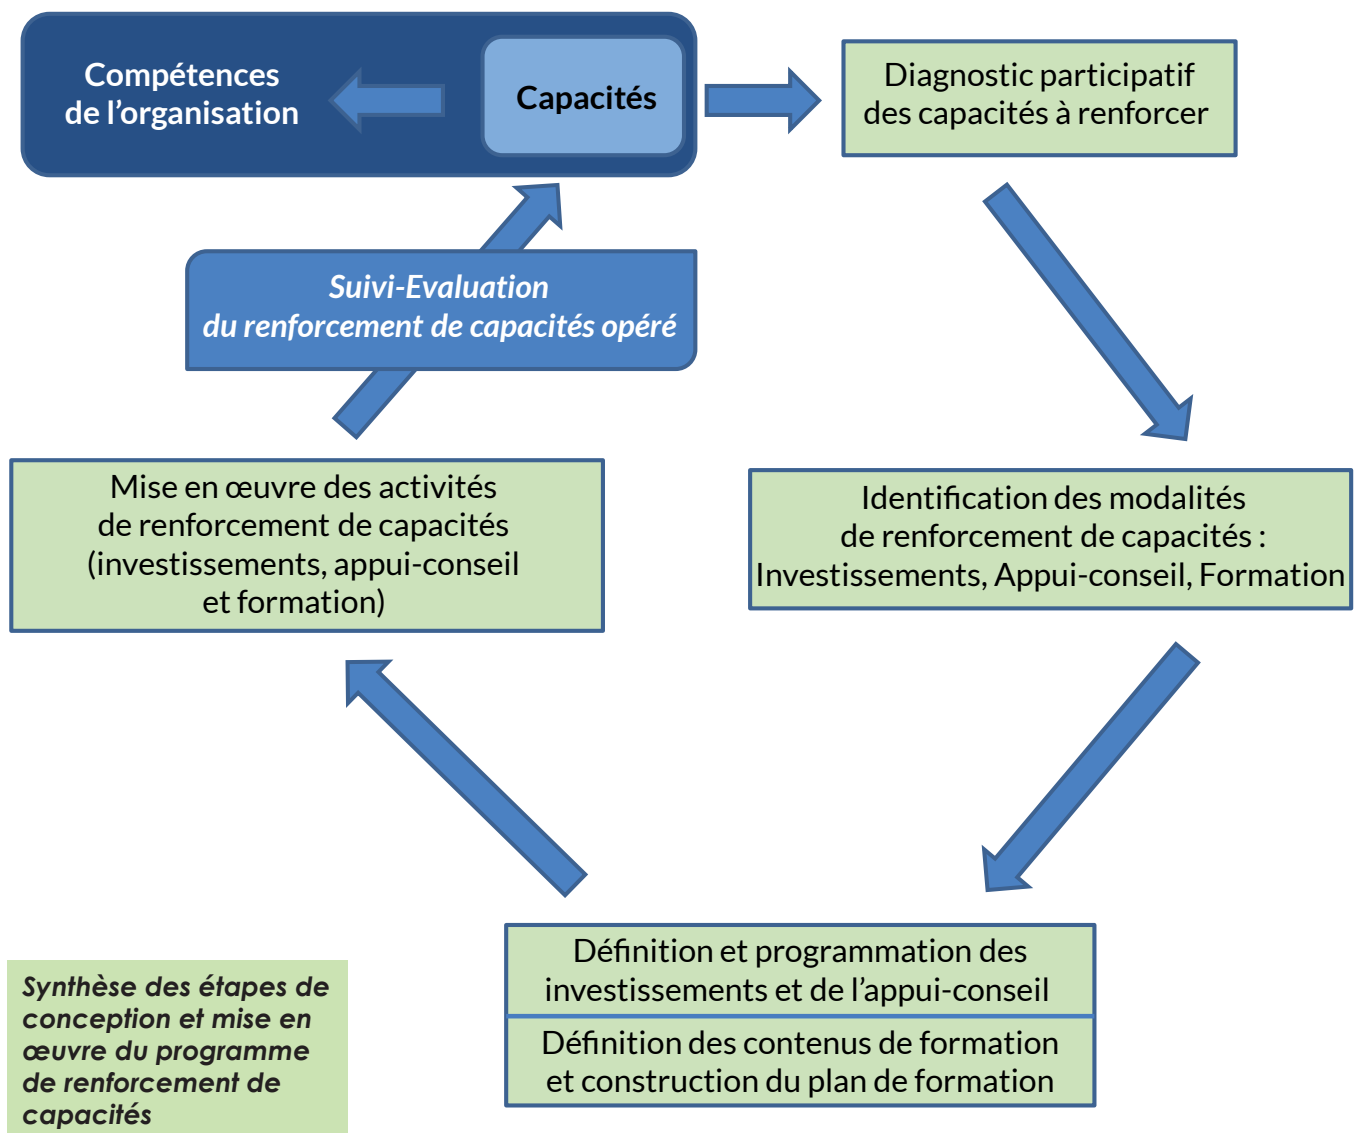 Compétences
de l’organisation
Capacités
Diagnostic participatif
des capacités à renforcer
Suivi-Evaluation
du renforcement de capacités opéré
Mise en œuvre des activités
de renforcement de capacités
(investissements, appui-conseil
et formation)
Identification des modalités
de renforcement de capacités :
Investissements, Appui-conseil, Formation
Définition et programmation des
investissements et de l’appui-conseil
Définition des contenus de formation
et construction du plan de formation
Synthèse des étapes de
conception et mise en
œuvre du programme
de renforcement de
capacités